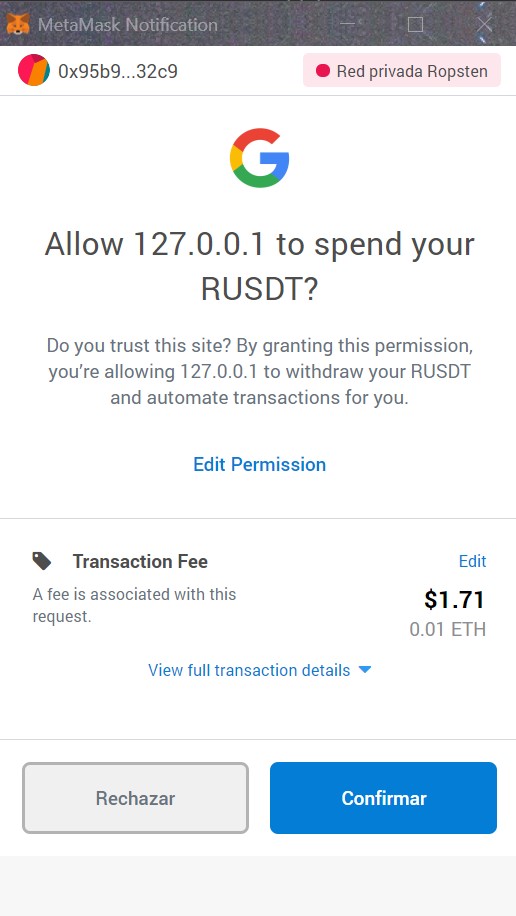 MetaMask Notification
0x95b9...32c9
Red privada Ropsten
Allow 127.0.0.1 to spend your
RUSDT?
Do you trust this site? By granting this permission,
you're allowing 127.0.0.1 to withdraw your RUSDT
and automate transactions for you.
Edit Permission
Transaction Fee
Edit
A fee is associated with this
request.
$1.71
0.01 ETH
View full transaction details
Rechazar
Confirmar